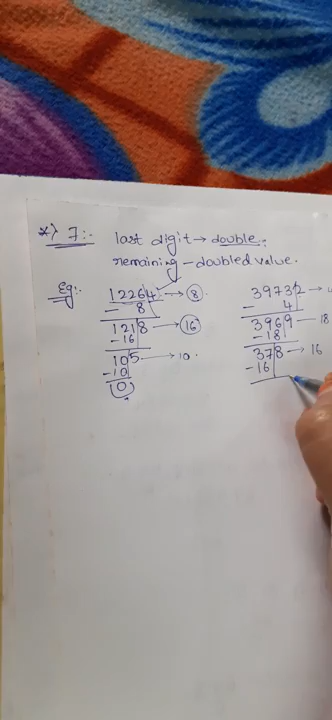 *) 7:- last digit → double.
remaining - doubled value.
Eg:- 12264 → 8
- 8
1218 → 16
- 16
105 → 10.
- 10
0
39732 →
- 4
3969 — 18
- 18
378 → 16
- 16